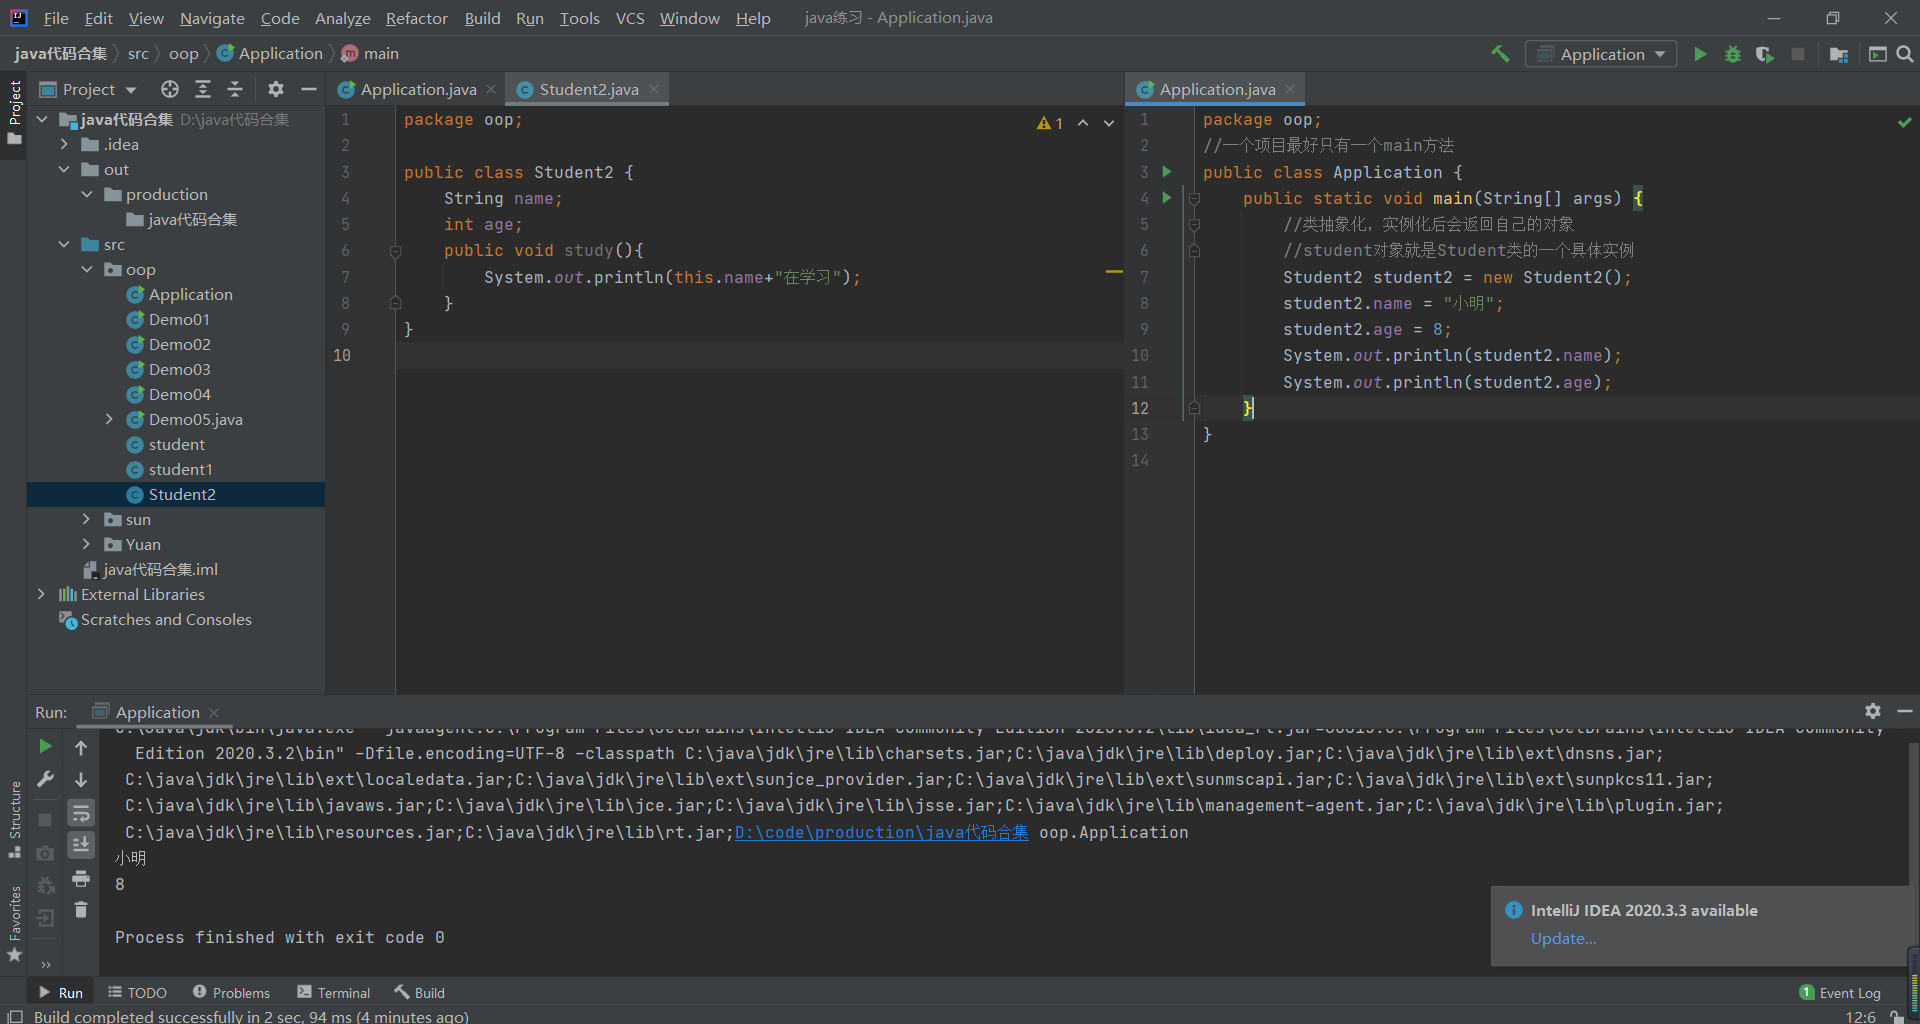 File Edit View Navigate Code Analyze Refactor Build Run Tools VCS Window Help java练习 - Application.java
java代码合集 src oop Application main
Application
Project
Application.java
Student2.java
Application.java
Project
java代码合集 D:\java代码合集
.idea
out
production
java代码合集
src
oop
Application
Demo01
Demo02
Demo03
Demo04
Demo05.java
student
student1
Student2
sun
Yuan
java代码合集.iml
External Libraries
Scratches and Consoles
1 package oop;
2
3 public class Student2 {
4 String name;
5 int age;
6 public void study(){
7 System.out.println(this.name+"在学习");
8 }
9 }
10
1
1 package oop;
2 //一个项目最好只有一个main方法
3 public class Application {
4 public static void main(String[] args) {
5 //类抽象化，实例化后会返回自己的对象
6 //student对象就是Student类的一个具体实例
7 Student2 student2 = new Student2();
8 student2.name = "小明";
9 student2.age = 8;
10 System.out.println(student2.name);
11 System.out.println(student2.age);
12 }
13 }
14
Run: Application
Edition 2020.3.2\bin" -Dfile.encoding=UTF-8 -classpath C:\java\jdk\jre\lib\charsets.jar;C:\java\jdk\jre\lib\deploy.jar;C:\java\jdk\jre\lib\ext\dnsns.jar;
C:\java\jdk\jre\lib\ext\localedata.jar;C:\java\jdk\jre\lib\ext\sunjce_provider.jar;C:\java\jdk\jre\lib\ext\sunmscapi.jar;C:\java\jdk\jre\lib\ext\sunpkcs11.jar;
C:\java\jdk\jre\lib\javaws.jar;C:\java\jdk\jre\lib\jce.jar;C:\java\jdk\jre\lib\jsse.jar;C:\java\jdk\jre\lib\management-agent.jar;C:\java\jdk\jre\lib\plugin.jar;
C:\java\jdk\jre\lib\resources.jar;C:\java\jdk\jre\lib\rt.jar;D:\code\production\java代码合集 oop.Application
小明
8
Process finished with exit code 0
Structure
Favorites
IntelliJ IDEA 2020.3.3 available
Update...
Run TODO Problems Terminal Build
1 Event Log
Build completed successfully in 2 sec, 94 ms (4 minutes ago)
12:6